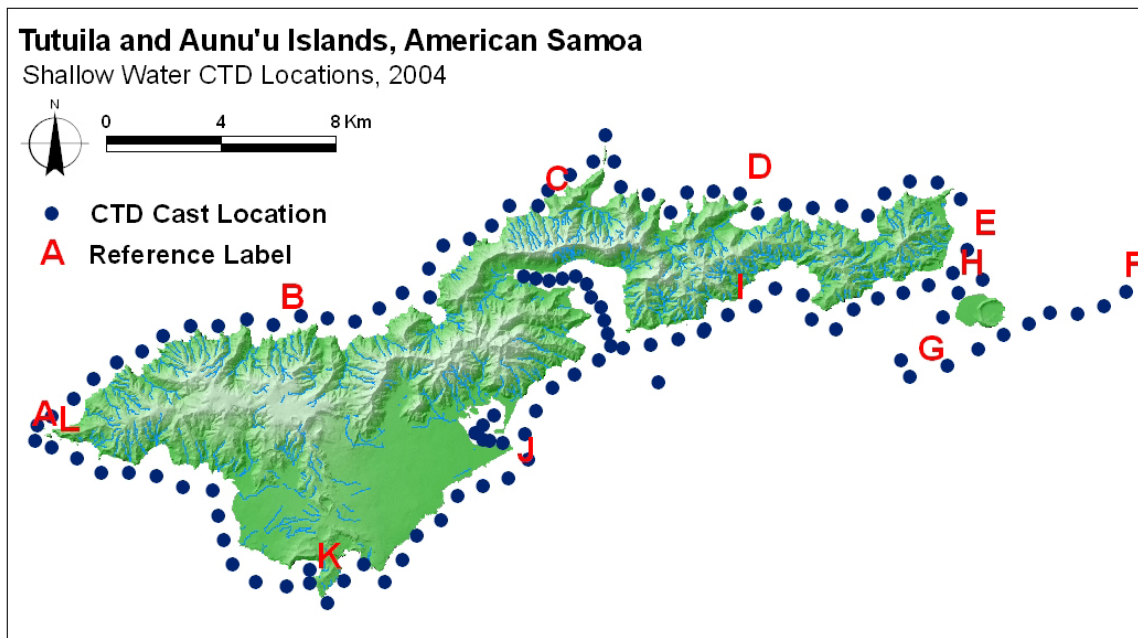 Tutuila and Aunu'u Islands, American Samoa
Shallow Water CTD Locations, 2004
N
0 4 8 Km
CTD Cast Location
A Reference Label
C
D
E
H
F
B
I
G
A
L
J
K